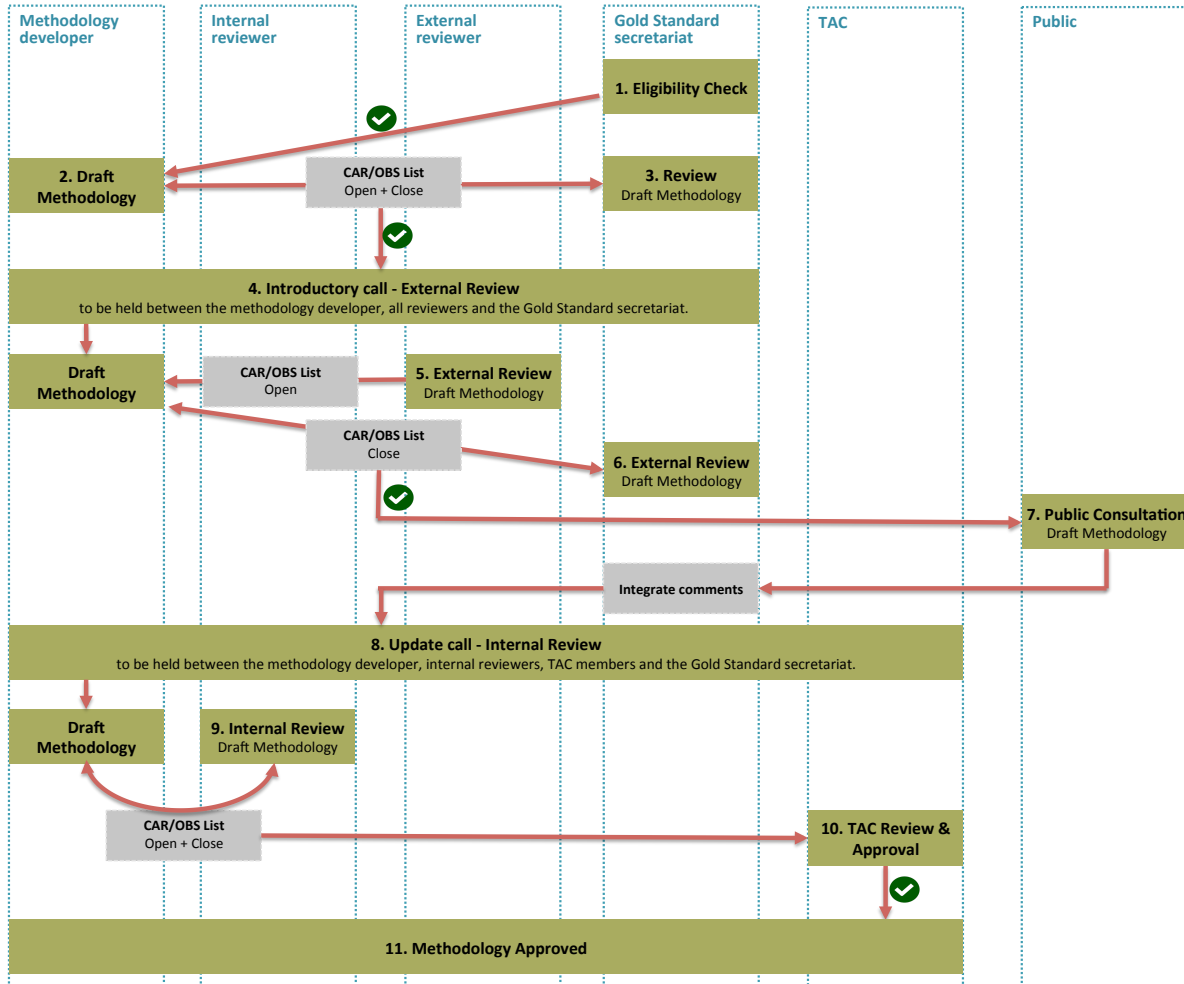 Methodology
developer
Internal
reviewer
External
reviewer
Gold Standard
secretariat
TAC
Public
1. Eligibility Check
2. Draft
Methodology
CAR/OBS List
Open + Close
3. Review
Draft Methodology
4. Introductory call - External Review
to be held between the methodology developer, all reviewers and the Gold Standard secretariat.
Draft
Methodology
CAR/OBS List
Open
5. External Review
Draft Methodology
CAR/OBS List
Close
6. External Review
Draft Methodology
7. Public Consultation
Draft Methodology
Integrate comments
8. Update call - Internal Review
to be held between the methodology developer, internal reviewers, TAC members and the Gold Standard secretariat.
Draft
Methodology
9. Internal Review
Draft Methodology
CAR/OBS List
Open + Close
10. TAC Review &
Approval
11. Methodology Approved